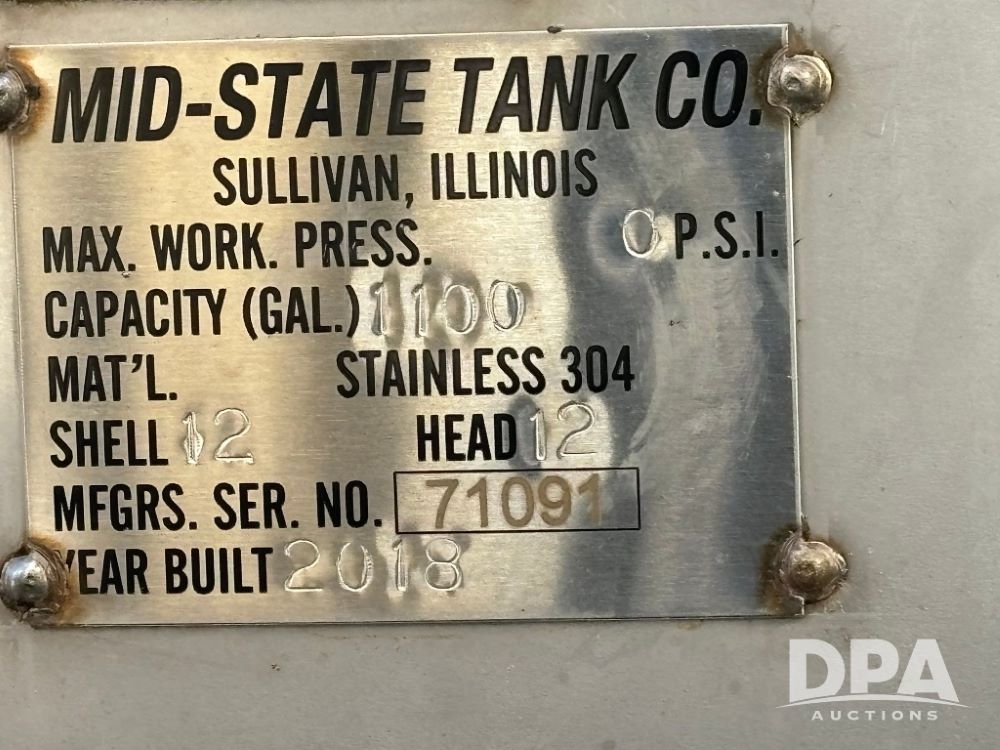 MID-STATE TANK CO.
SULLIVAN, ILLINOIS
MAX. WORK. PRESS. 0 P.S.I.
CAPACITY (GAL.) 1100
MAT'L. STAINLESS 304
SHELL 12 HEAD 12
MFGRS. SER. NO. 71091
YEAR BUILT 2018
DPA
AUCTIONS